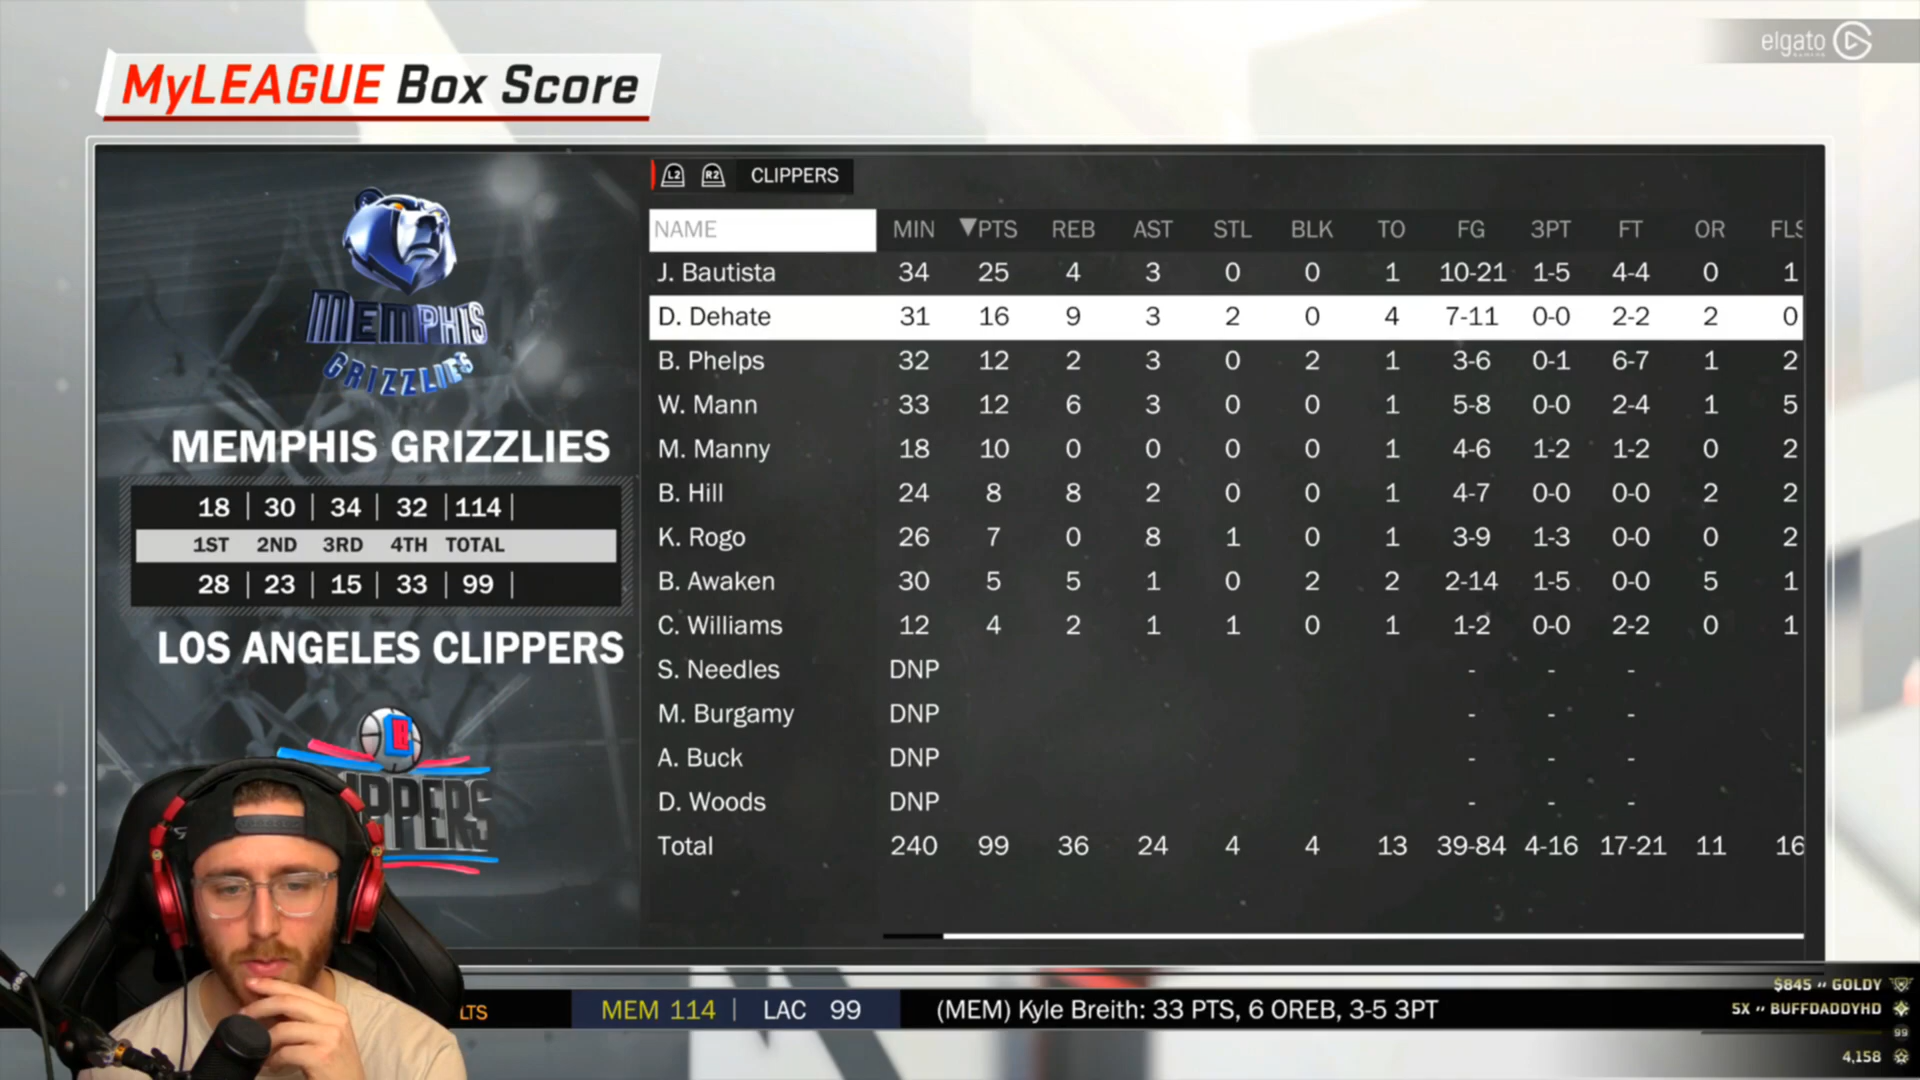 elgato
GAMING
MyLEAGUE Box Score
L2 R2 CLIPPERS
NAME MIN ▼PTS REB AST STL BLK TO FG 3PT FT OR FLS
J. Bautista 34 25 4 3 0 0 1 10-21 1-5 4-4 0 1
D. Dehate 31 16 9 3 2 0 4 7-11 0-0 2-2 2 0
B. Phelps 32 12 2 3 0 2 1 3-6 0-1 6-7 1 2
W. Mann 33 12 6 3 0 0 1 5-8 0-0 2-4 1 5
M. Manny 18 10 0 0 0 0 1 4-6 1-2 1-2 0 2
B. Hill 24 8 8 2 0 0 1 4-7 0-0 0-0 2 2
K. Rogo 26 7 0 8 1 0 1 3-9 1-3 0-0 0 2
B. Awaken 30 5 5 1 0 2 2 2-14 1-5 0-0 5 1
C. Williams 12 4 2 1 1 0 1 1-2 0-0 2-2 0 1
S. Needles DNP - - -
M. Burgamy DNP - - -
A. Buck DNP - - -
D. Woods DNP - - -
Total 240 99 36 24 4 4 13 39-84 4-16 17-21 11 16
MEMPHIS
GRIZZLIES
MEMPHIS GRIZZLIES
18 | 30 | 34 | 32 | 114 |
1ST 2ND 3RD 4TH TOTAL
28 | 23 | 15 | 33 | 99 |
LOS ANGELES CLIPPERS
IPPERS
LTS MEM 114 | LAC 99 (MEM) Kyle Breith: 33 PTS, 6 OREB, 3-5 3PT
$845 ·· GOLDY
5X ·· BUFFDADDYHD
99
4,158